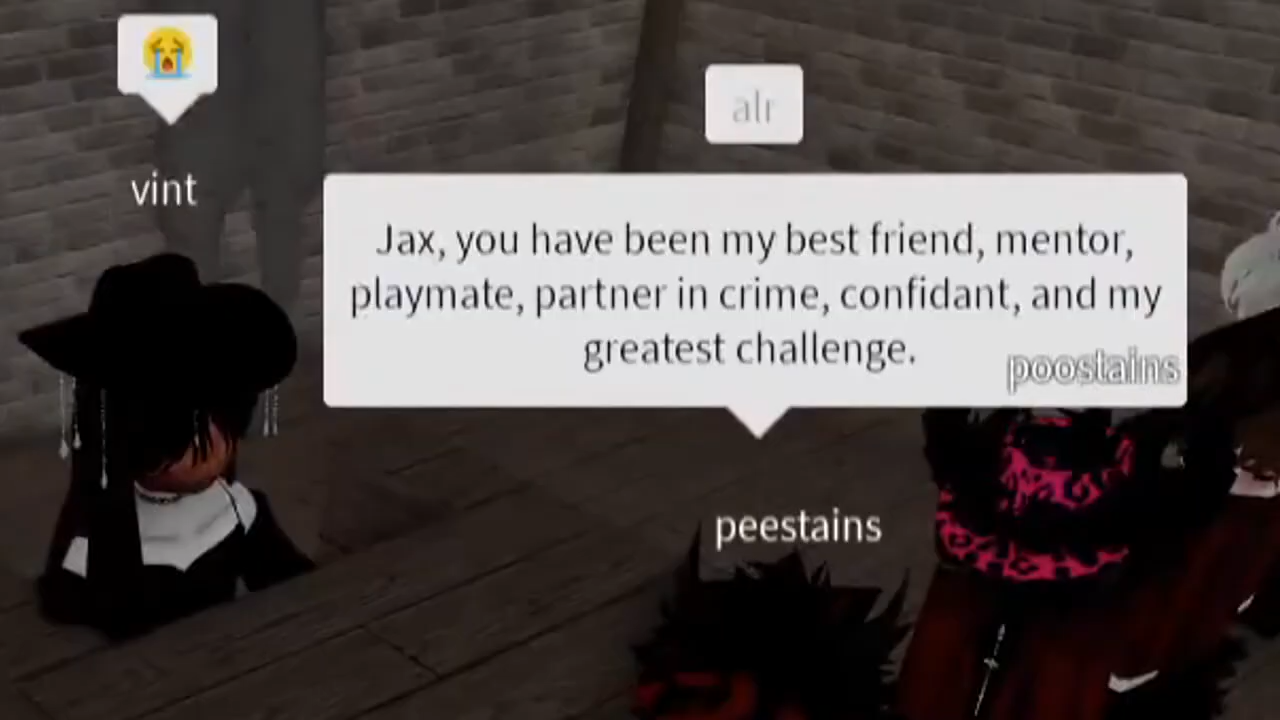 😭
alr
vint
Jax, you have been my best friend, mentor,
playmate, partner in crime, confidant, and my
greatest challenge.
poostains
peestains